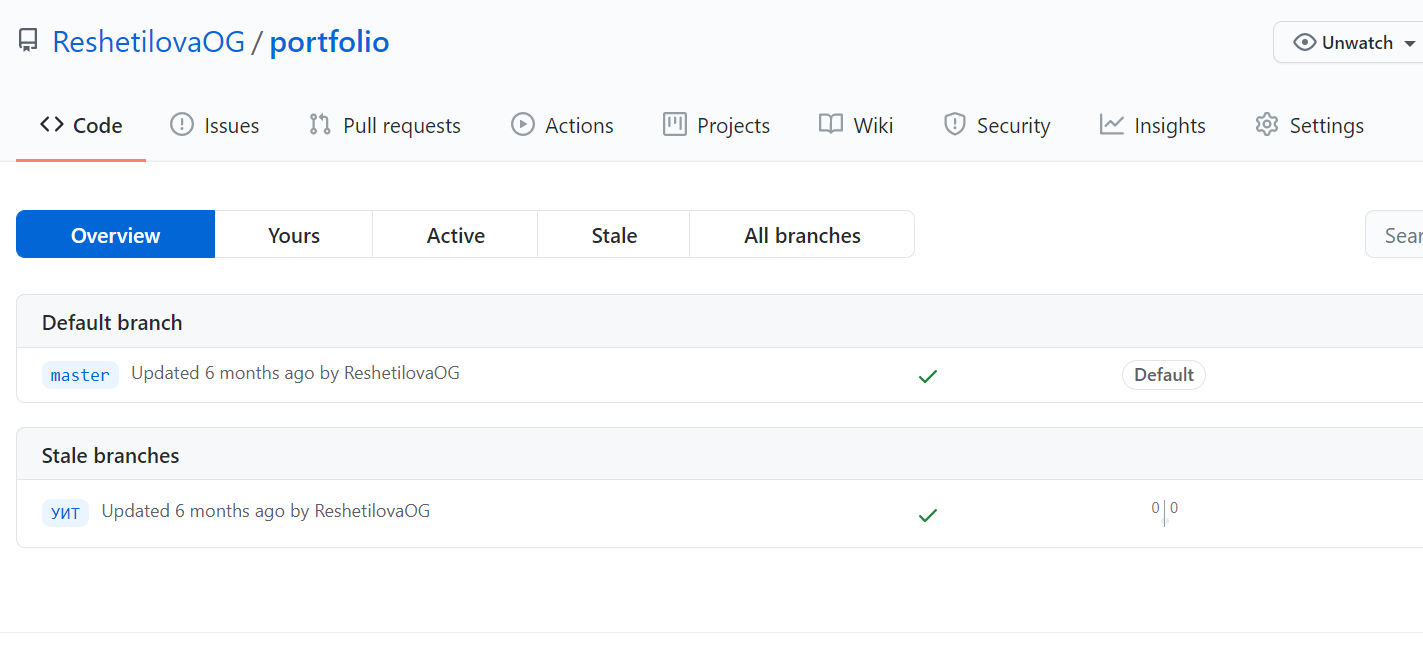 ReshetilovaOG / portfolio
Unwatch
Code Issues Pull requests Actions Projects Wiki Security Insights Settings
Overview Yours Active Stale All branches
Sear
Default branch
master Updated 6 months ago by ReshetilovaOG Default
Stale branches
УИТ Updated 6 months ago by ReshetilovaOG 0 0